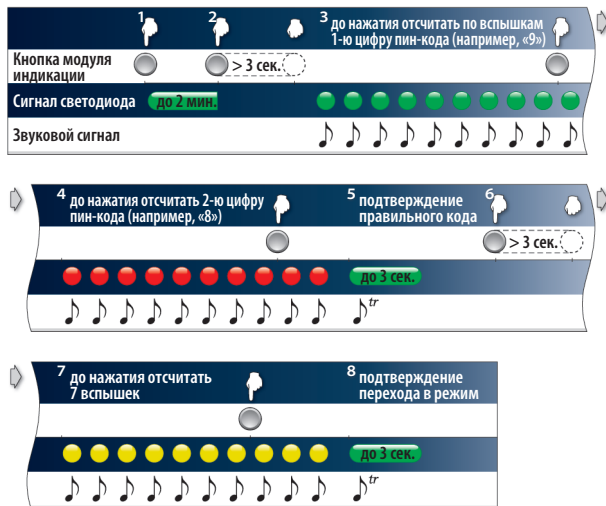 1
2
3 до нажатия отсчитать по вспышкам
1-ю цифру пин-кода (например, «9»)
Кнопка модуля
индикации
> 3 сек.
Сигнал светодиода
до 2 мин.
Звуковой сигнал
4 до нажатия отсчитать 2-ю цифру
пин-кода (например, «8»)
5 подтверждение
правильного кода
6
> 3 сек.
до 3 сек.
tr
7 до нажатия отсчитать
7 вспышек
8 подтверждение
перехода в режим
до 3 сек.
tr